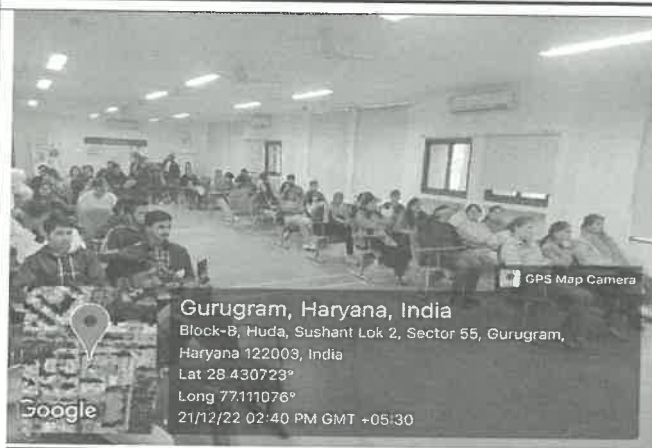 GPS Map Camera
Gurugram, Haryana, India
Block-B, Huda, Sushant Lok 2, Sector 55, Gurugram,
Haryana 122003, India
Lat 28.430723°
Long 77.111076°
21/12/22 02:40 PM GMT +05:30
Google